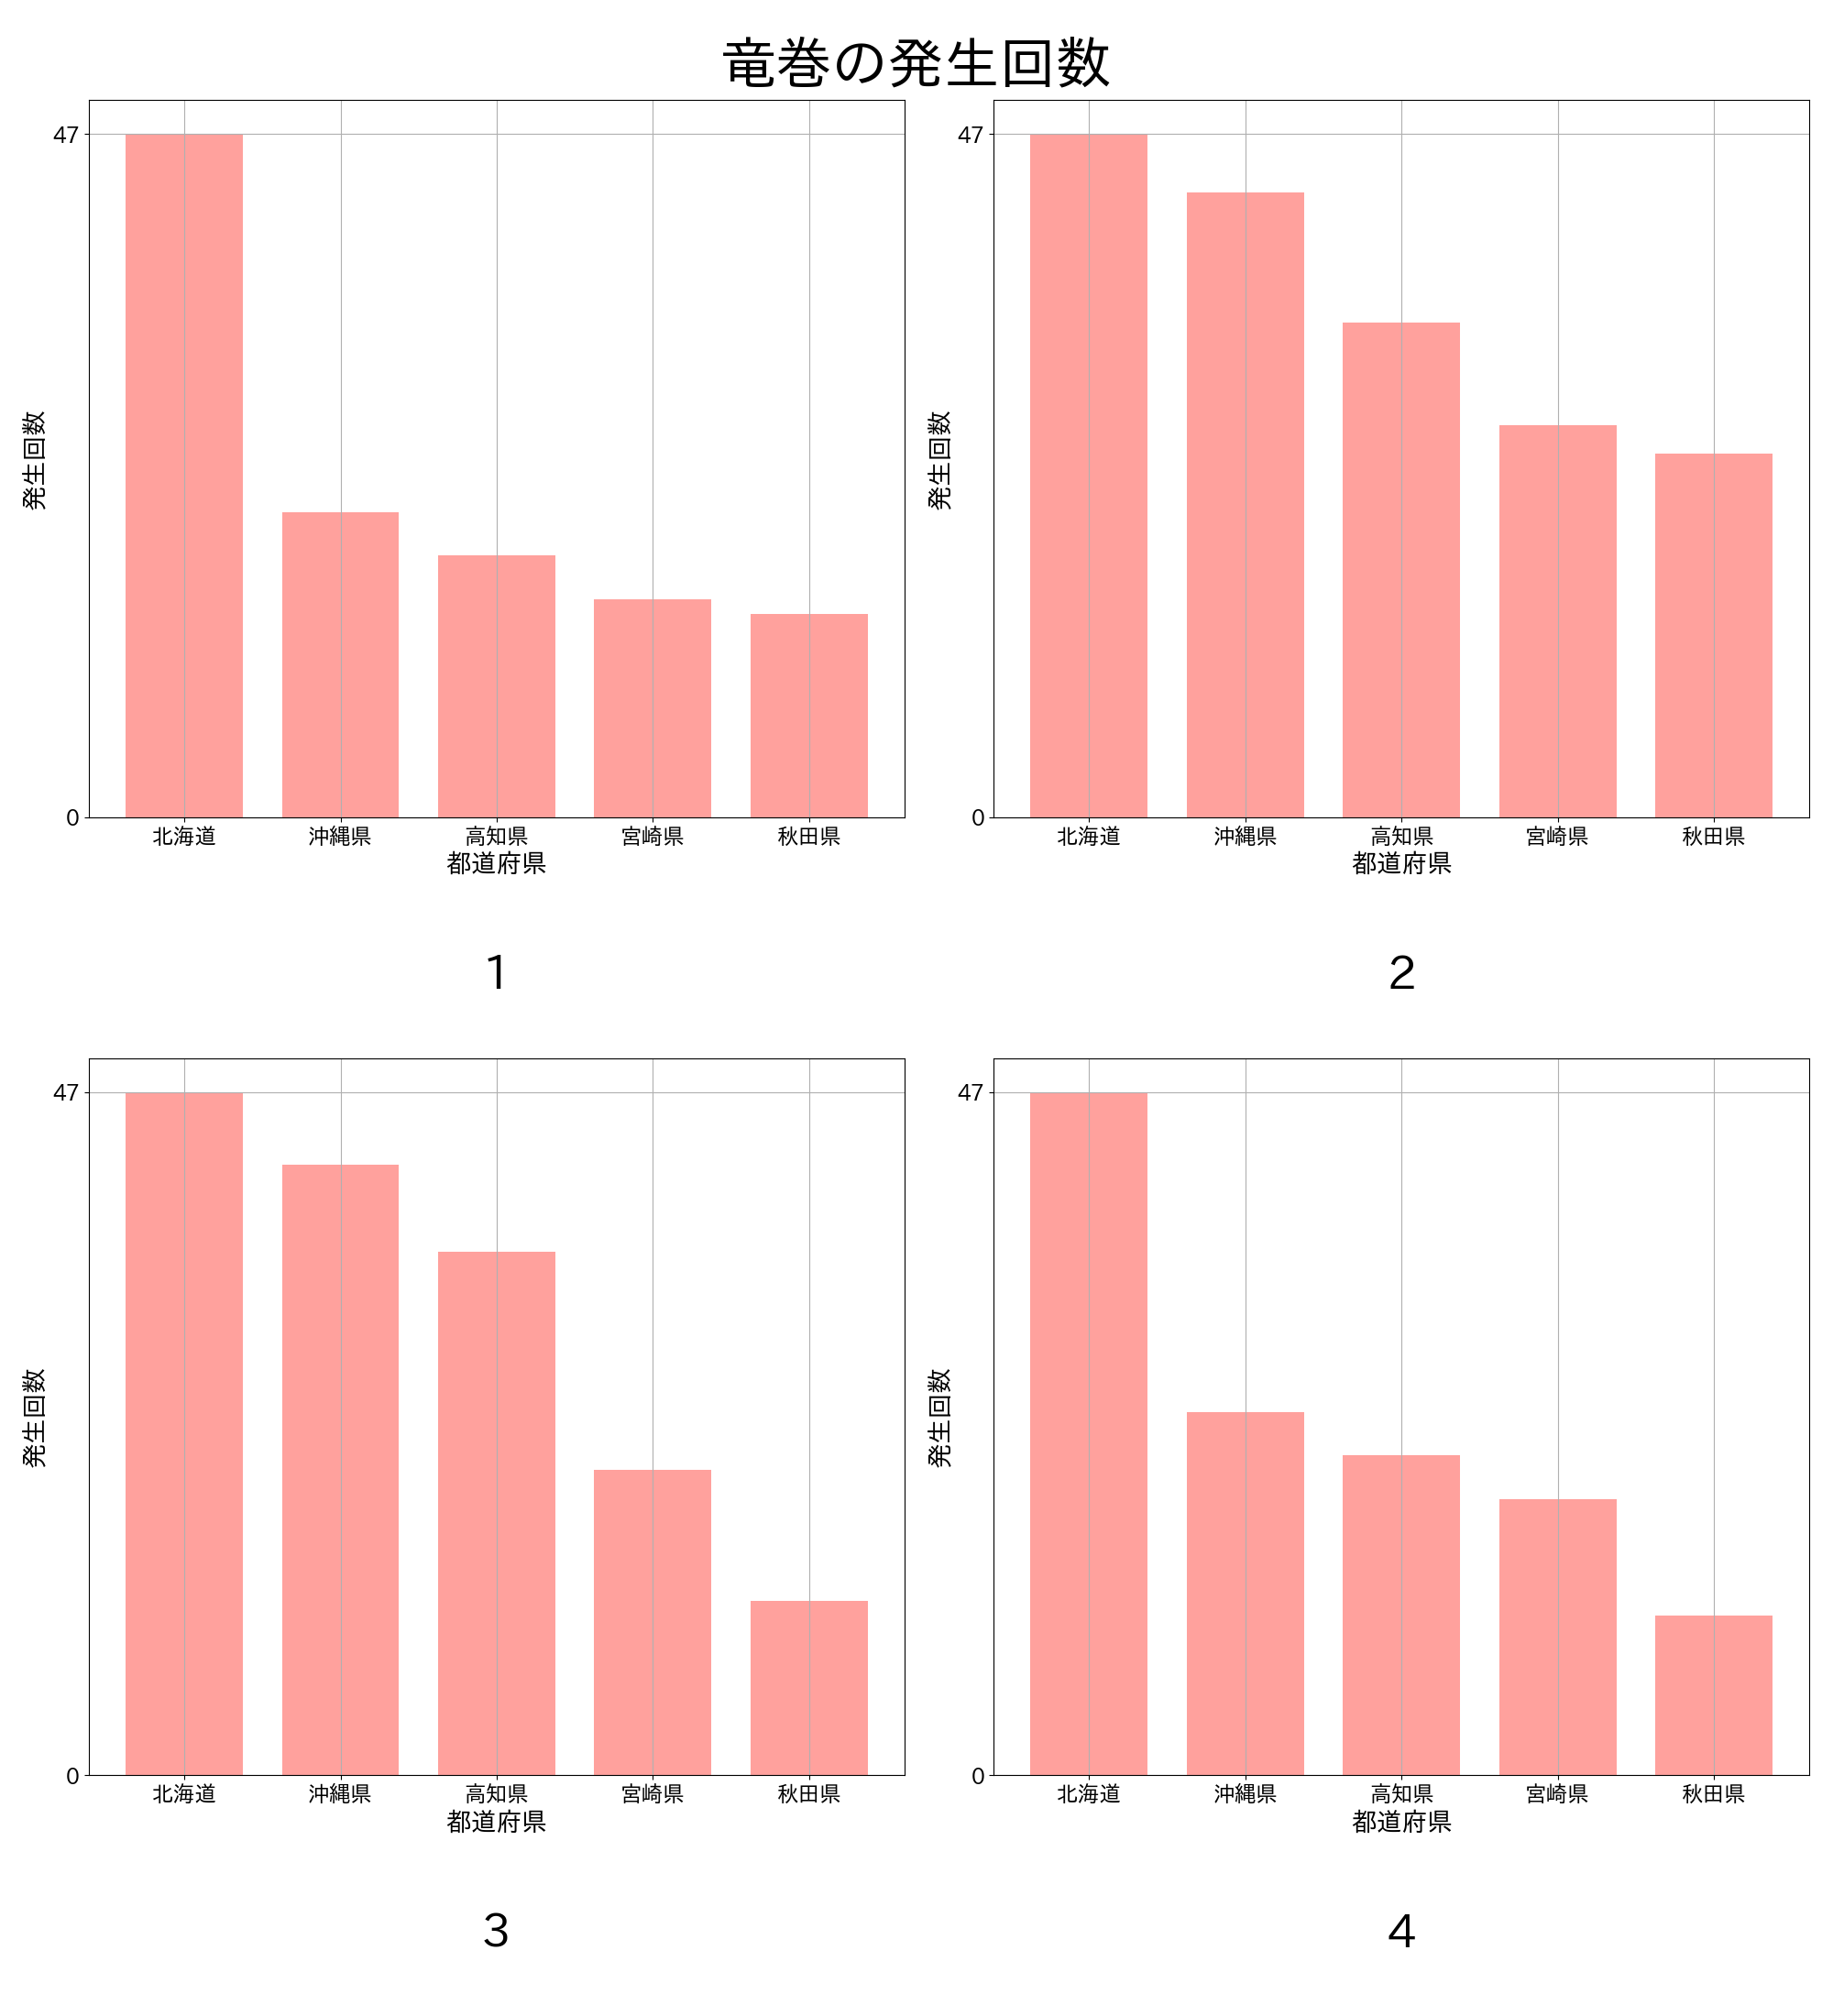 竜巻の発生回数
47
0
発生回数
北海道 沖縄県 高知県 宮崎県 秋田県
都道府県
1
47
0
発生回数
北海道 沖縄県 高知県 宮崎県 秋田県
都道府県
2
47
0
発生回数
北海道 沖縄県 高知県 宮崎県 秋田県
都道府県
3
47
0
発生回数
北海道 沖縄県 高知県 宮崎県 秋田県
都道府県
4